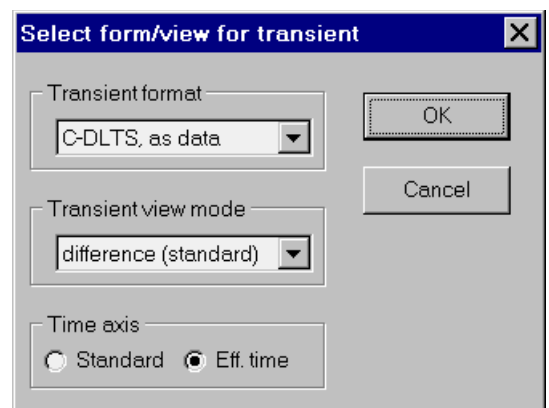 Select form/view for transient
Transient format
C-DLTS, as data
OK
Cancel
Transient view mode
difference (standard)
Time axis
Standard Eff. time